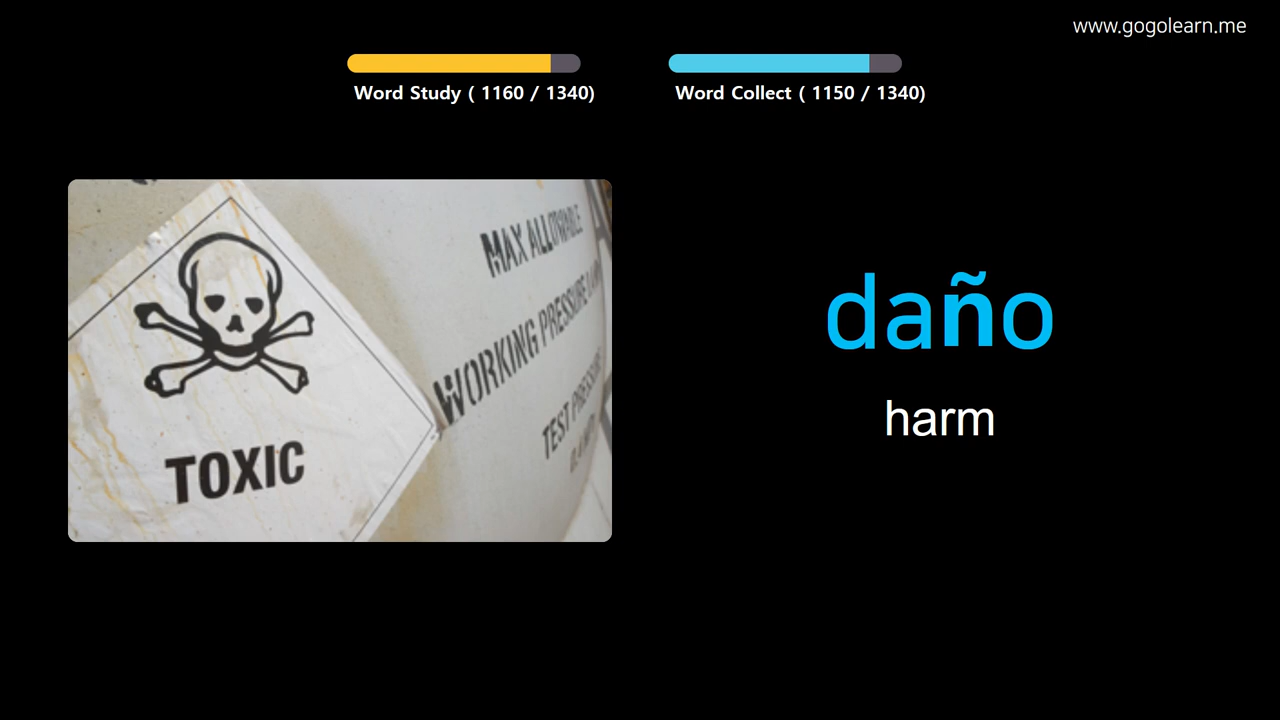 www.gogolearn.me
Word Study ( 1160 / 1340)
Word Collect ( 1150 / 1340)
MAX ALLOWABLE
WORKING PRESSURE
TEST PRESSURE
TOXIC
daño
harm